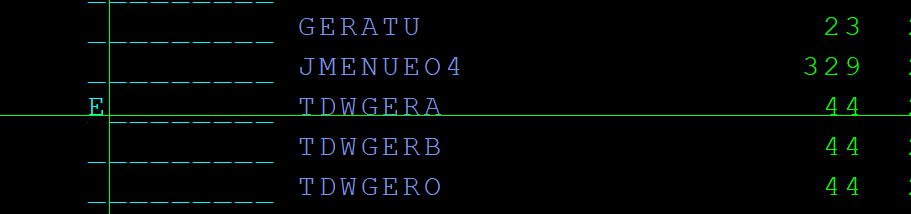 GERATU 23
JMENUEO4 329
E TDWGERA 44
TDWGERB 44
TDWGERO 44